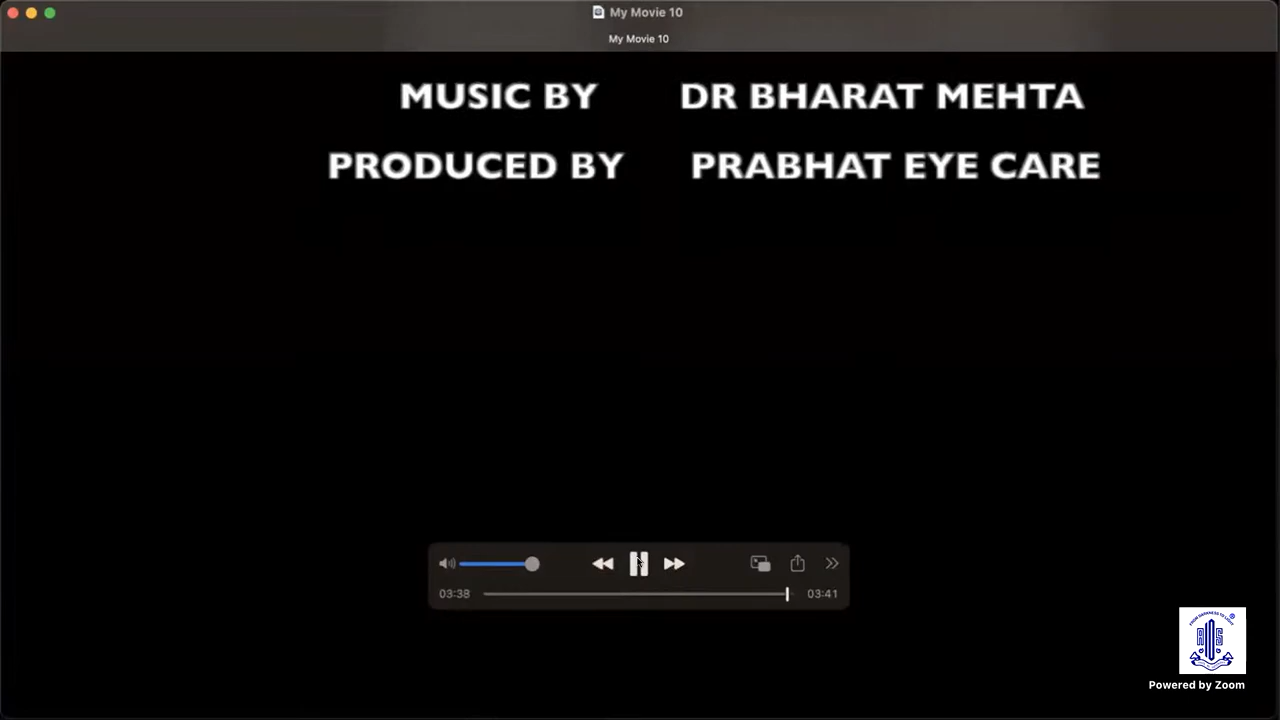 My Movie 10
My Movie 10
MUSIC BY DR BHARAT MEHTA
PRODUCED BY PRABHAT EYE CARE
03:38 03:41
Powered by Zoom